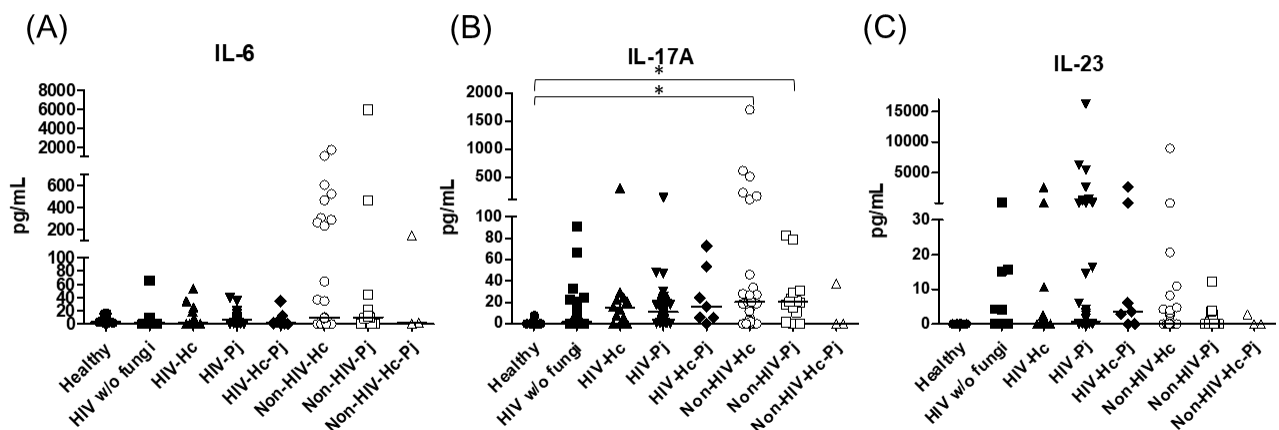 (A)
IL-6
pg/mL
8000
6000
4000
2000
600
400
200
100
80
60
40
20
0
Healthy
HIV w/o fungi
HIV-Hc
HIV-Pj
HIV-Hc-Pj
Non-HIV-Hc
Non-HIV-Pj
Non-HIV-Hc-Pj
(B)
IL-17A
*
*
pg/mL
2000
1500
1000
500
100
80
60
40
20
0
Healthy
HIV w/o fungi
HIV-Hc
HIV-Pj
HIV-Hc-Pj
Non-HIV-Hc
Non-HIV-Pj
Non-HIV-Hc-Pj
(C)
IL-23
pg/mL
15000
10000
5000
30
20
10
0
Healthy
HIV w/o fungi
HIV-Hc
HIV-Pj
HIV-Hc-Pj
Non-HIV-Hc
Non-HIV-Pj
Non-HIV-Hc-Pj